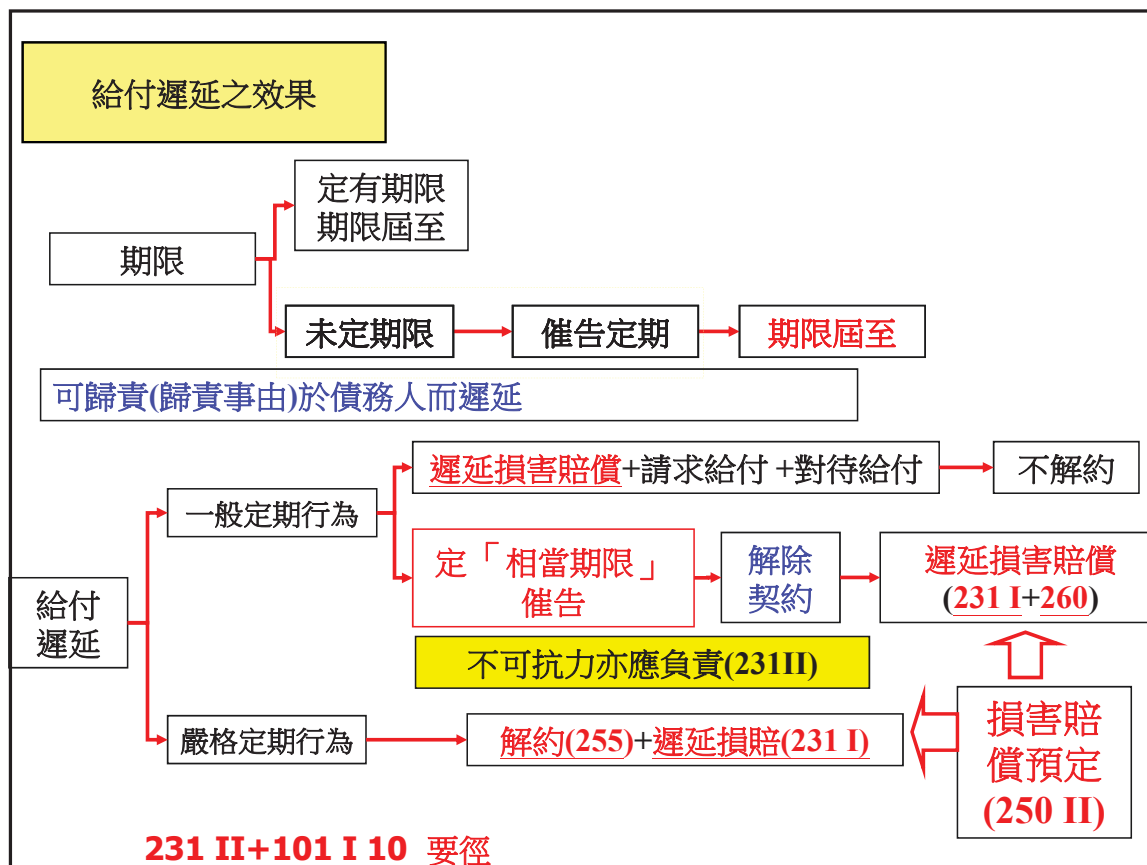 給付遲延之效果
定有期限
期限屆至
期限
未定期限
催告定期
期限屆至
可歸責(歸責事由)於債務人而遲延
遲延損害賠償+請求給付 +對待給付
不解約
一般定期行為
定「相當期限」
催告
解除
契約
遲延損害賠償
(231 I+260)
給付
遲延
不可抗力亦應負責(231II)
嚴格定期行為
解約(255)+遲延損賠(231 I)
損害賠
償預定
(250 II)
231 II+101 I 10 要徑